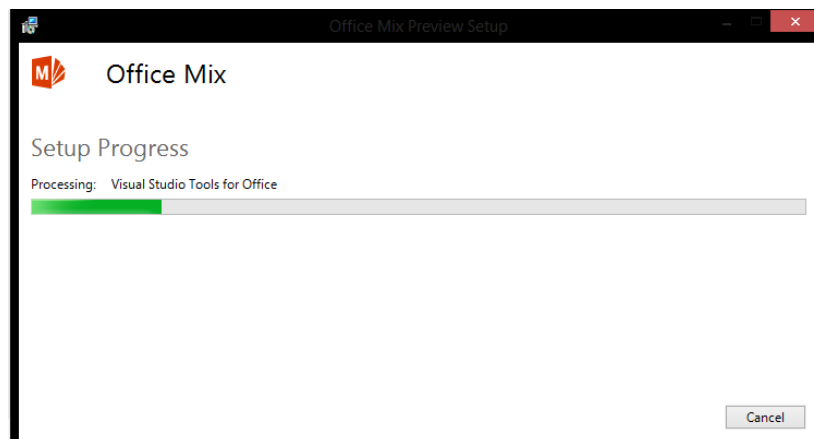 Office Mix Preview Setup
M
Office Mix
Setup Progress
Processing: Visual Studio Tools for Office
Cancel